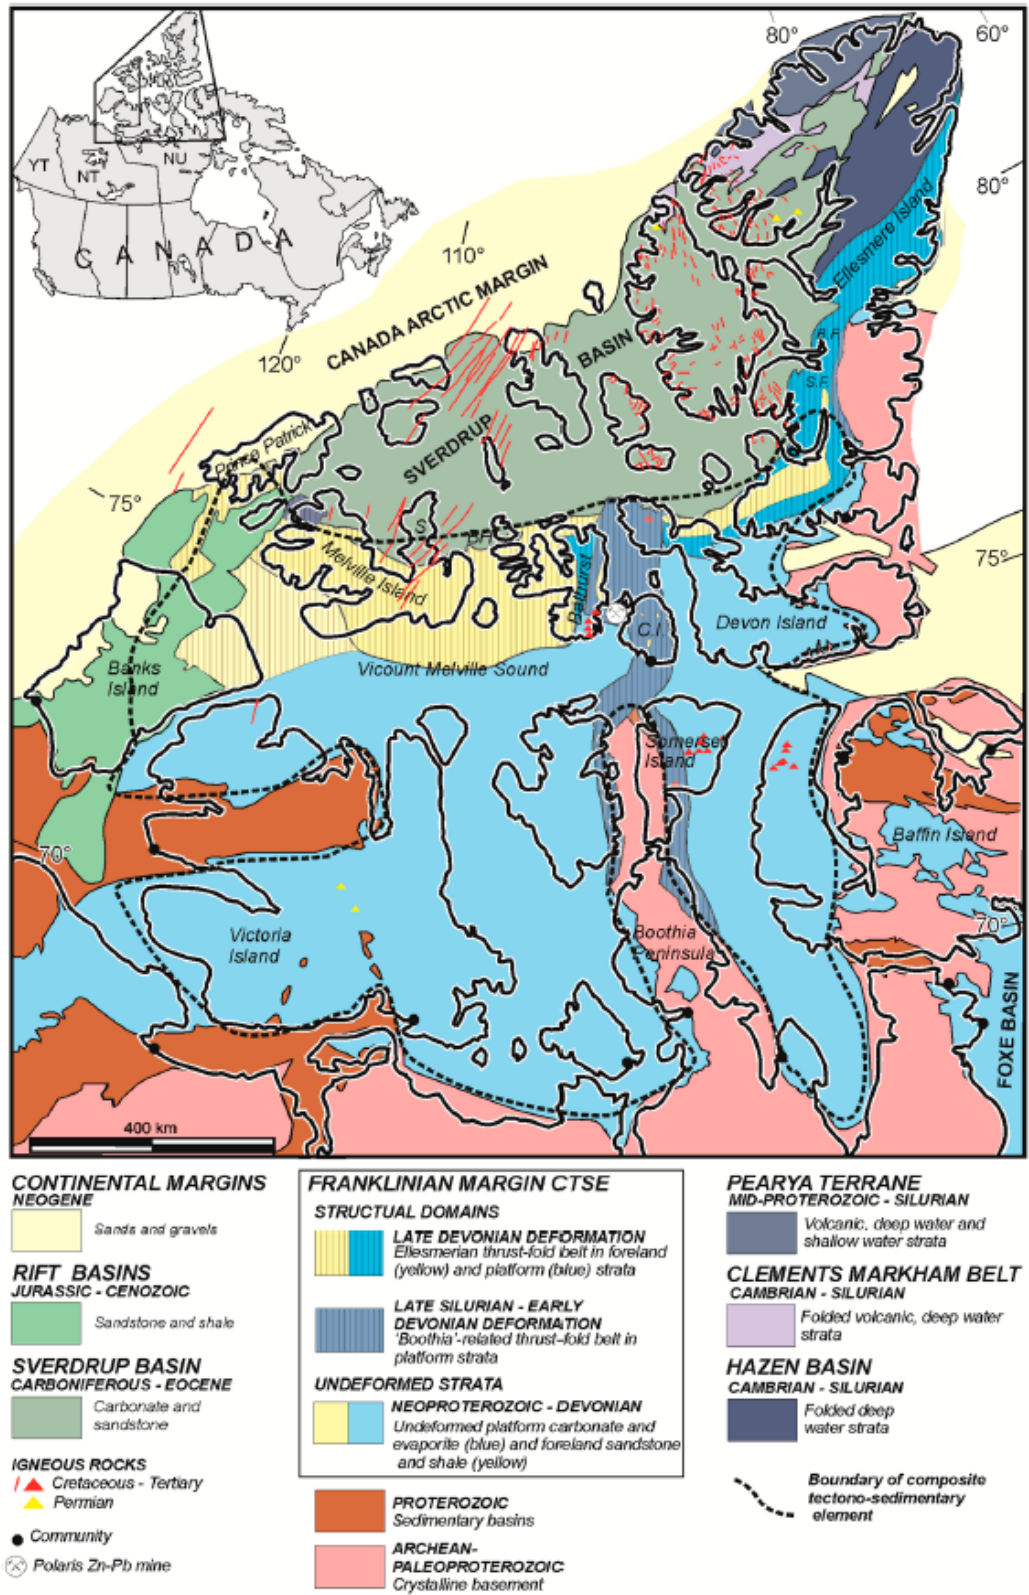 80°
60°
YT
NT
NU
CANADA
110°
80°
CANADA ARCTIC MARGIN
Ellesmere Island
BASIN
120°
R.F.
S.F.
Prince Patrick
SVERDRUP
75°
S.
Melville Island
B.H.
Bathurst
75°
C.I.
Devon Island
Vicount Melville Sound
Banks
Island
Somerset
Island
Baffin Island
70°
70°
Victoria
Island
Boothia
Peninsula
FOXE BASIN
400 km
CONTINENTAL MARGINS
NEOGENE
Sands and gravels
RIFT BASINS
JURASSIC - CENOZOIC
Sandstone and shale
SVERDRUP BASIN
CARBONIFEROUS - EOCENE
Carbonate and
sandstone
IGNEOUS ROCKS
Cretaceous - Tertiary
Permian
Community
Polaris Zn-Pb mine
FRANKLINIAN MARGIN CTSE
STRUCTUAL DOMAINS
LATE DEVONIAN DEFORMATION
Ellesmerian thrust-fold belt in foreland
(yellow) and platform (blue) strata
LATE SILURIAN - EARLY
DEVONIAN DEFORMATION
'Boothia'-related thrust-fold belt in
platform strata
UNDEFORMED STRATA
NEOPROTEROZOIC - DEVONIAN
Undeformed platform carbonate and
evaporite (blue) and foreland sandstone
and shale (yellow)
PROTEROZOIC
Sedimentary basins
ARCHEAN-
PALEOPROTEROZOIC
Crystalline basement
PEARYA TERRANE
MID-PROTEROZOIC - SILURIAN
Volcanic, deep water and
shallow water strata
CLEMENTS MARKHAM BELT
CAMBRIAN - SILURIAN
Folded volcanic, deep water
strata
HAZEN BASIN
CAMBRIAN - SILURIAN
Folded deep
water strata
Boundary of composite
tectono-sedimentary
element